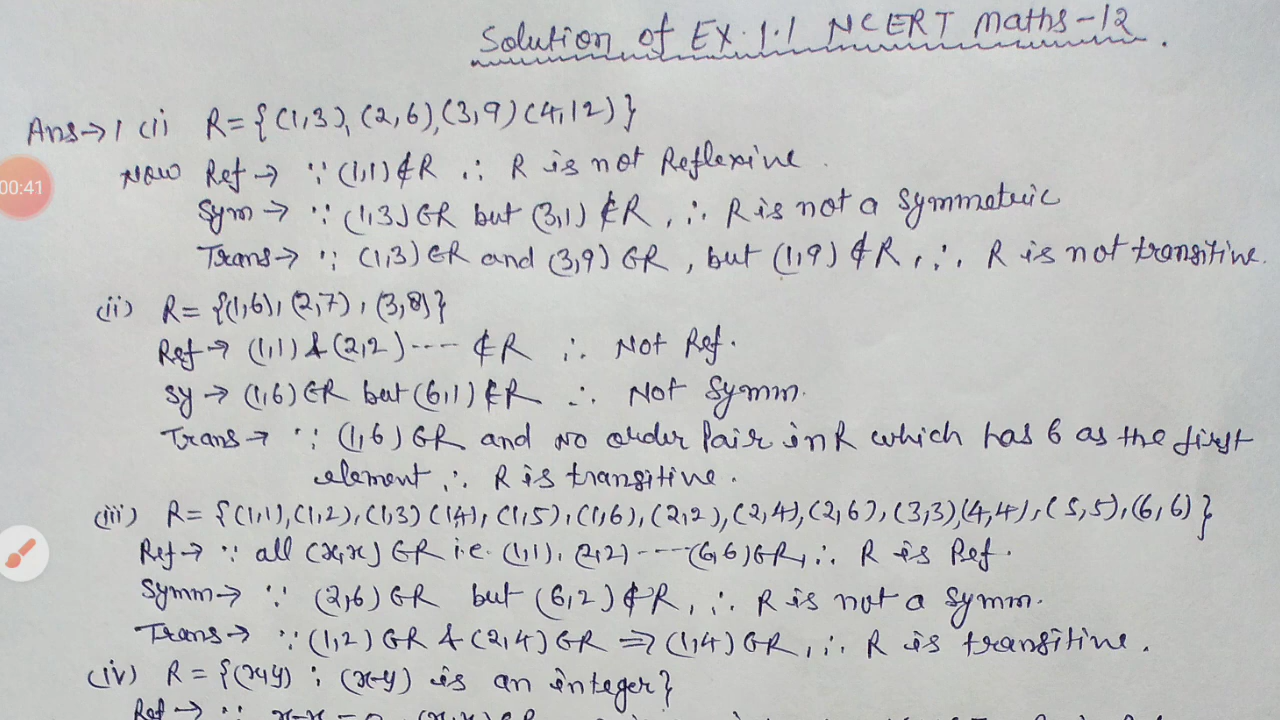 Solution of EX. 1.1 NCERT Maths-12.
Ans→1 (i) R={(1,3),(2,6),(3,9)(4,12)}
Now Ref→ ∵ (1,1)∉R ∴ R is not Reflexive.
00:41
Sym→ ∵ (1,3)∈R but (3,1)∉R, ∴ R is not a symmetric
Trans→ ∵ (1,3)∈R and (3,9)∈R, but (1,9)∉R, ∴ R is not transitive.
(ii) R= {(1,6),(2,7),(3,8)}
Ref→ (1,1)&(2,2)---- ∉R ∴ Not Ref.
Sy→ (1,6)∈R but (6,1)∉R ∴ Not Symm.
Trans→ ∵ (1,6)∈R and no order Pair in R which has 6 as the first
element ∴ R is transitive.
(iii) R= {(1,1),(1,2),(1,3)(14),(1,5),(1,6),(2,2),(2,4),(2,6),(3,3)(4,4),(5,5),(6,6)}
Ref→ ∵ all (x,x)∈R i.e. (1,1), (2,2)----(6,6)∈R, ∴ R is Ref.
Symm→ ∵ (2,6)∈R but (6,2)∉R, ∴ R is not a Symm.
Trans→ ∵ (1,2)∈R & (2,4)∈R ⇒ (1,4)∈R, ∴ R is transitive.
(iv) R={(x,y) : (x-y) is an integer}
Ref→ ∵ x-x=0, (x,x)∈R